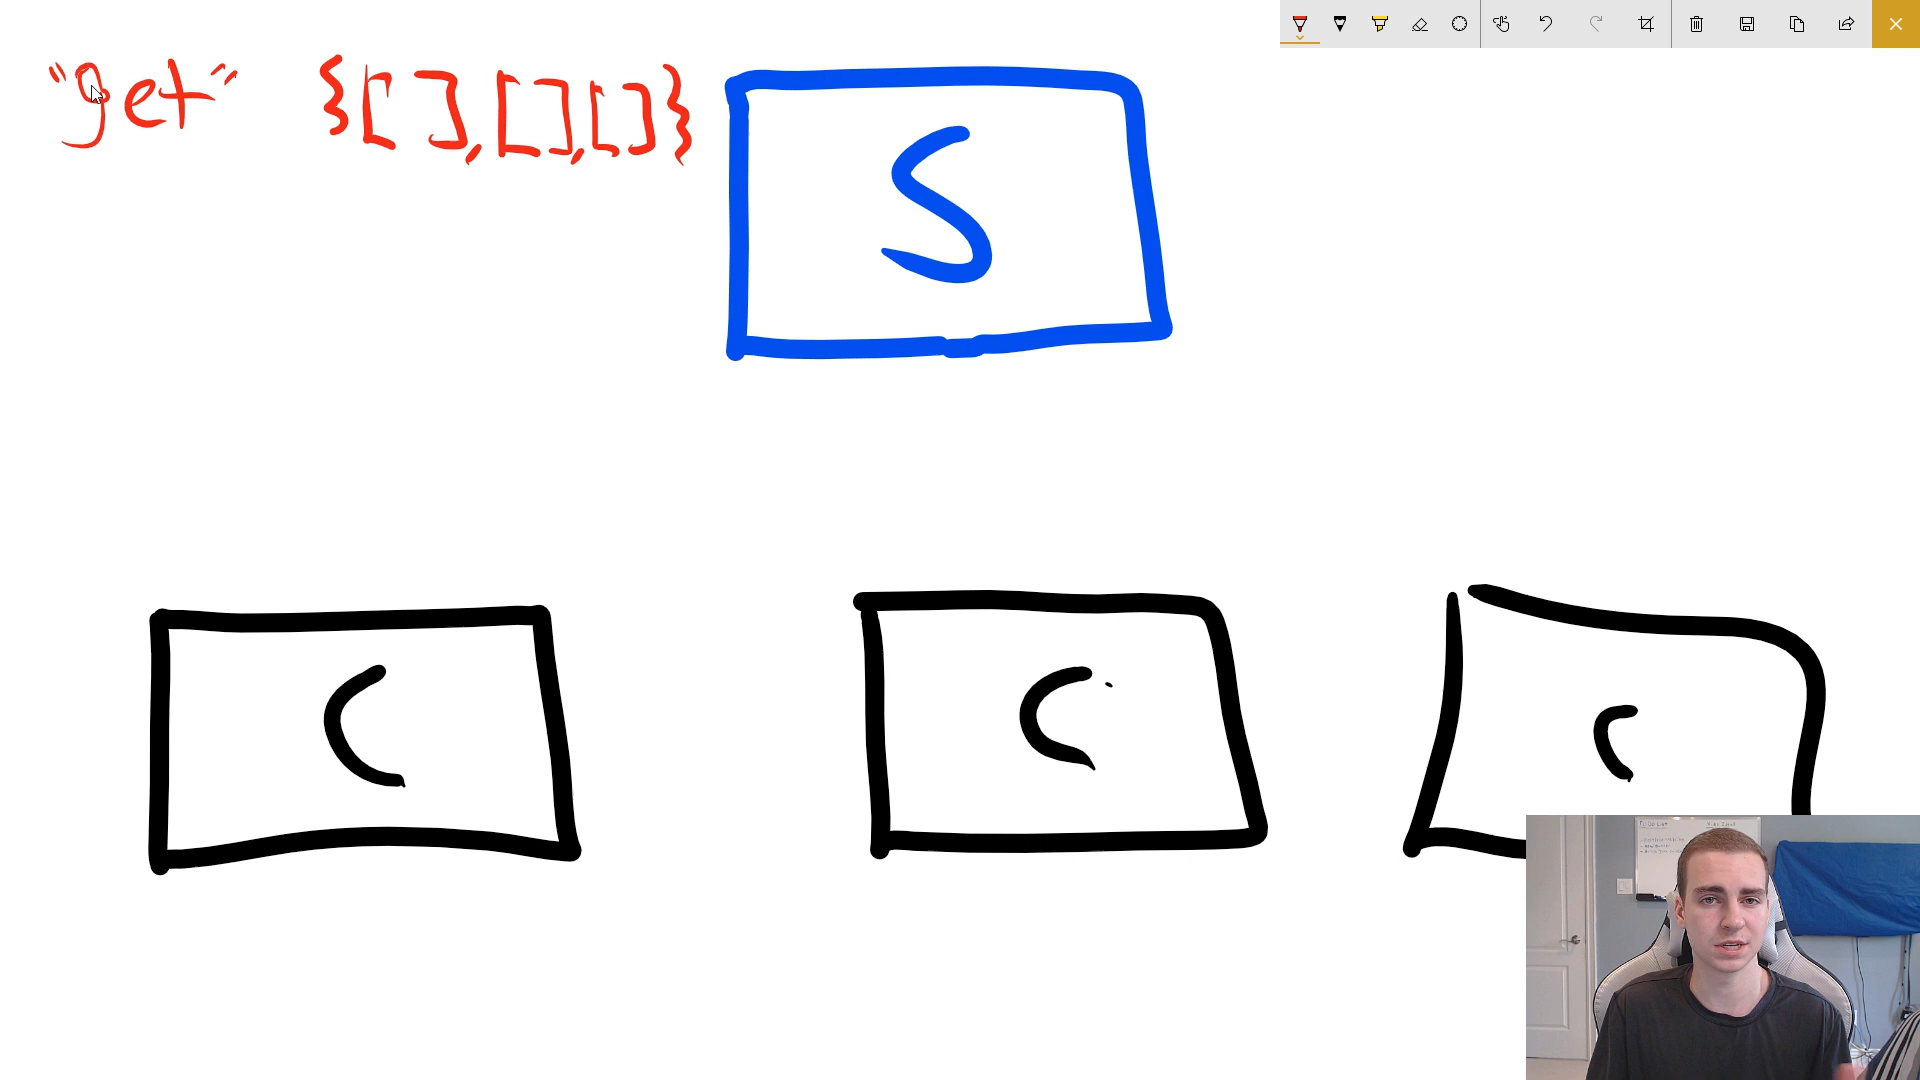 "get" {[ ], [ ], [ ]}
S
C C C